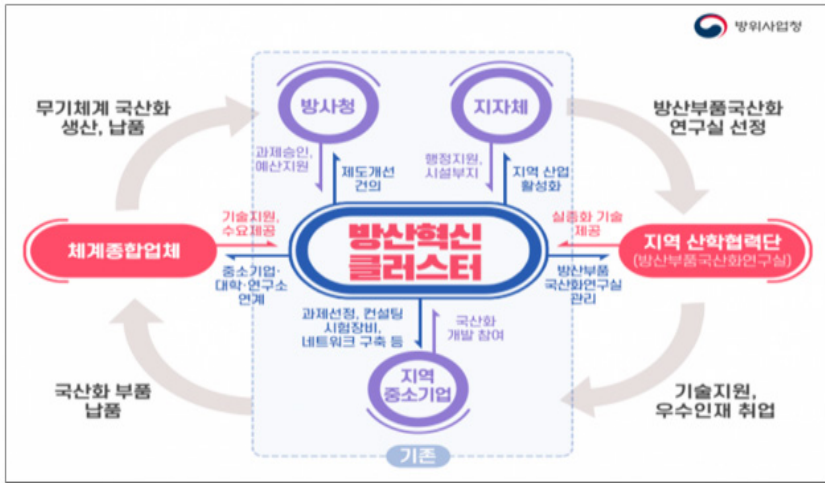 방위사업청
무기체계 국산화
생산, 납품
방사청
지자체
방산부품국산화
연구실 선정
과제승인,
예산지원
제도개선
건의
행정지원,
시설부지
지역 산업
활성화
체계종합업체
기술지원,
수요제공
중소기업·
대학·연구소
연계
방산혁신
클러스터
실증화 기술
제공
방산부품
국산화연구실
관리
지역 산학협력단
(방산부품국산화연구실)
과제선정, 컨설팅
시험장비,
네트워크 구축 등
국산화
개발 참여
지역
중소기업
국산화 부품
납품
기술지원,
우수인재 취업
기존